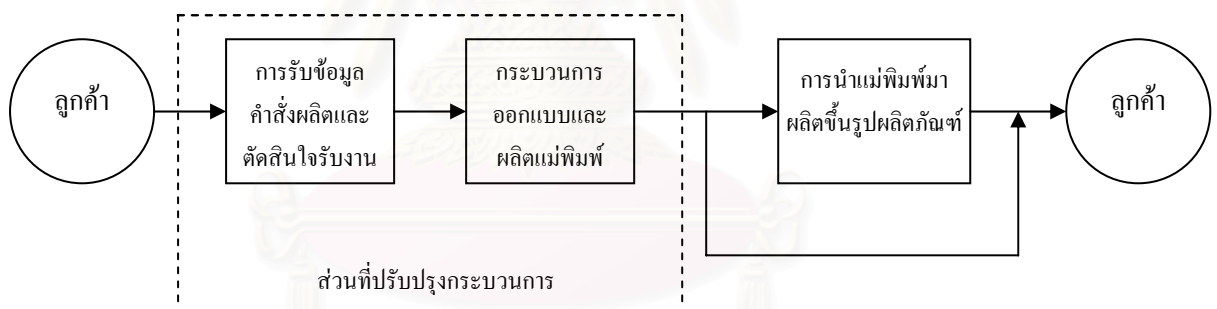 ลูกค้า
การรับข้อมูล
คำสั่งผลิตและ
ตัดสินใจรับงาน
กระบวนการ
ออกแบบและ
ผลิตแม่พิมพ์
การนำแม่พิมพ์มา
ผลิตขึ้นรูปผลิตภัณฑ์
ลูกค้า
ส่วนที่ปรับปรุงกระบวนการ